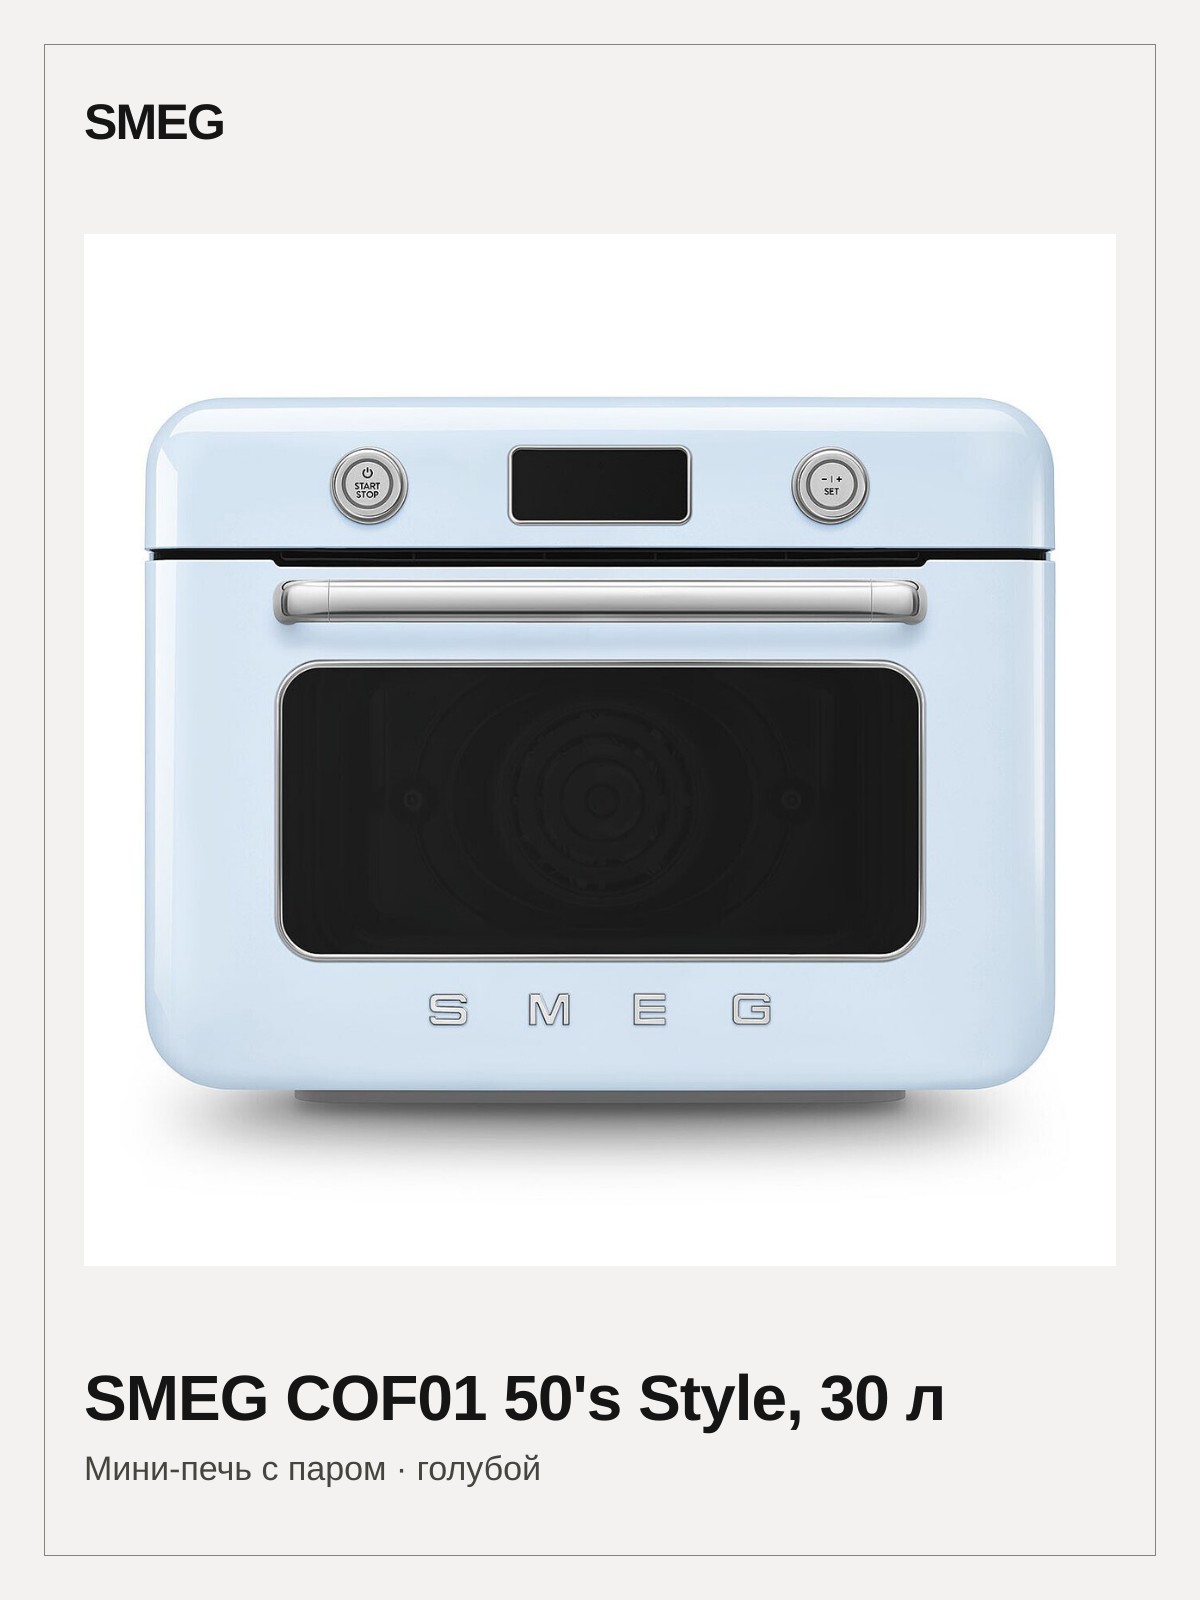 SMEG
START
STOP
- | +
SET
SMEG
SMEG COF01 50's Style, 30 л
Мини-печь с паром · голубой